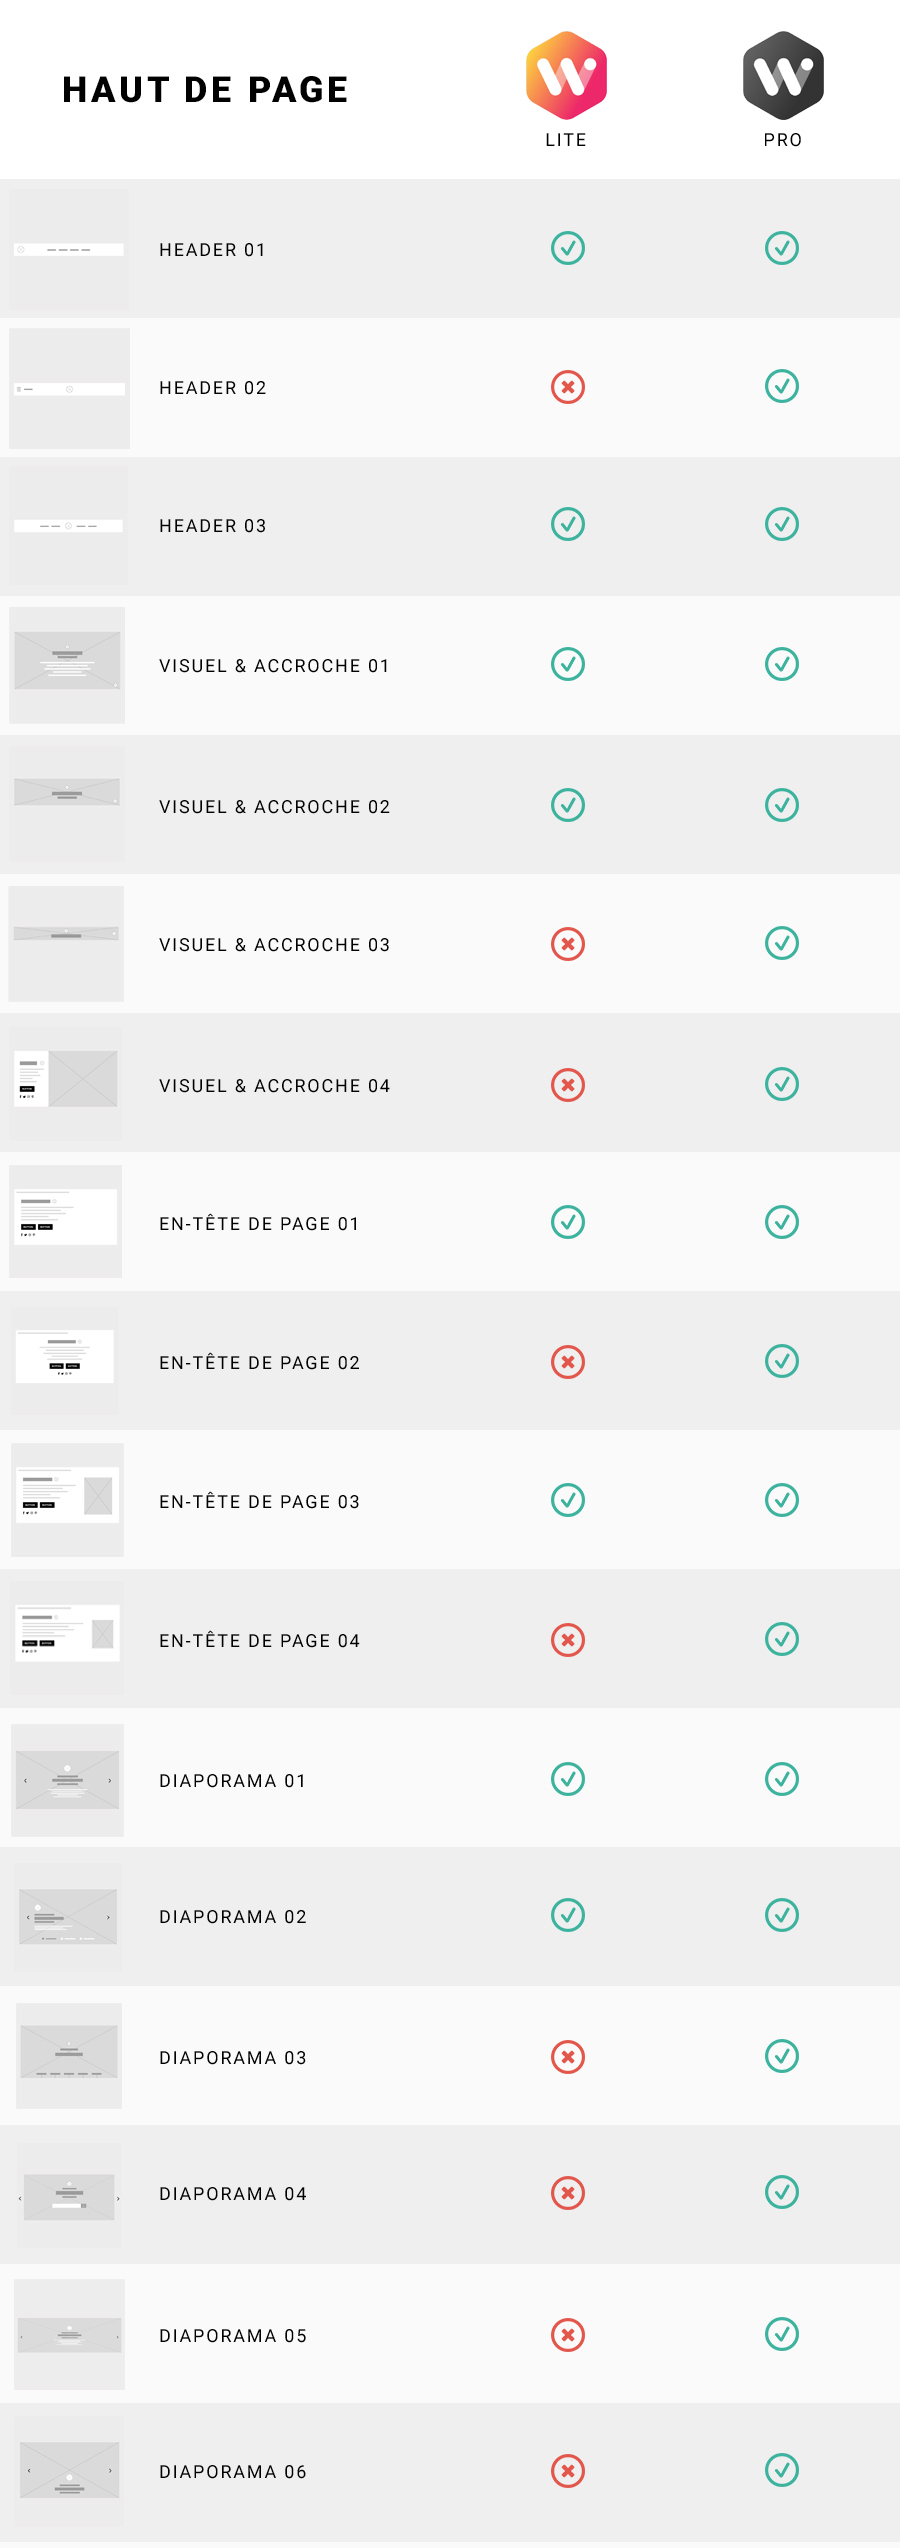 HAUT DE PAGE
LITE
PRO
HEADER 01
HEADER 02
HEADER 03
VISUEL & ACCROCHE 01
VISUEL & ACCROCHE 02
VISUEL & ACCROCHE 03
VISUEL & ACCROCHE 04
EN-TÊTE DE PAGE 01
EN-TÊTE DE PAGE 02
EN-TÊTE DE PAGE 03
EN-TÊTE DE PAGE 04
DIAPORAMA 01
DIAPORAMA 02
DIAPORAMA 03
DIAPORAMA 04
DIAPORAMA 05
DIAPORAMA 06